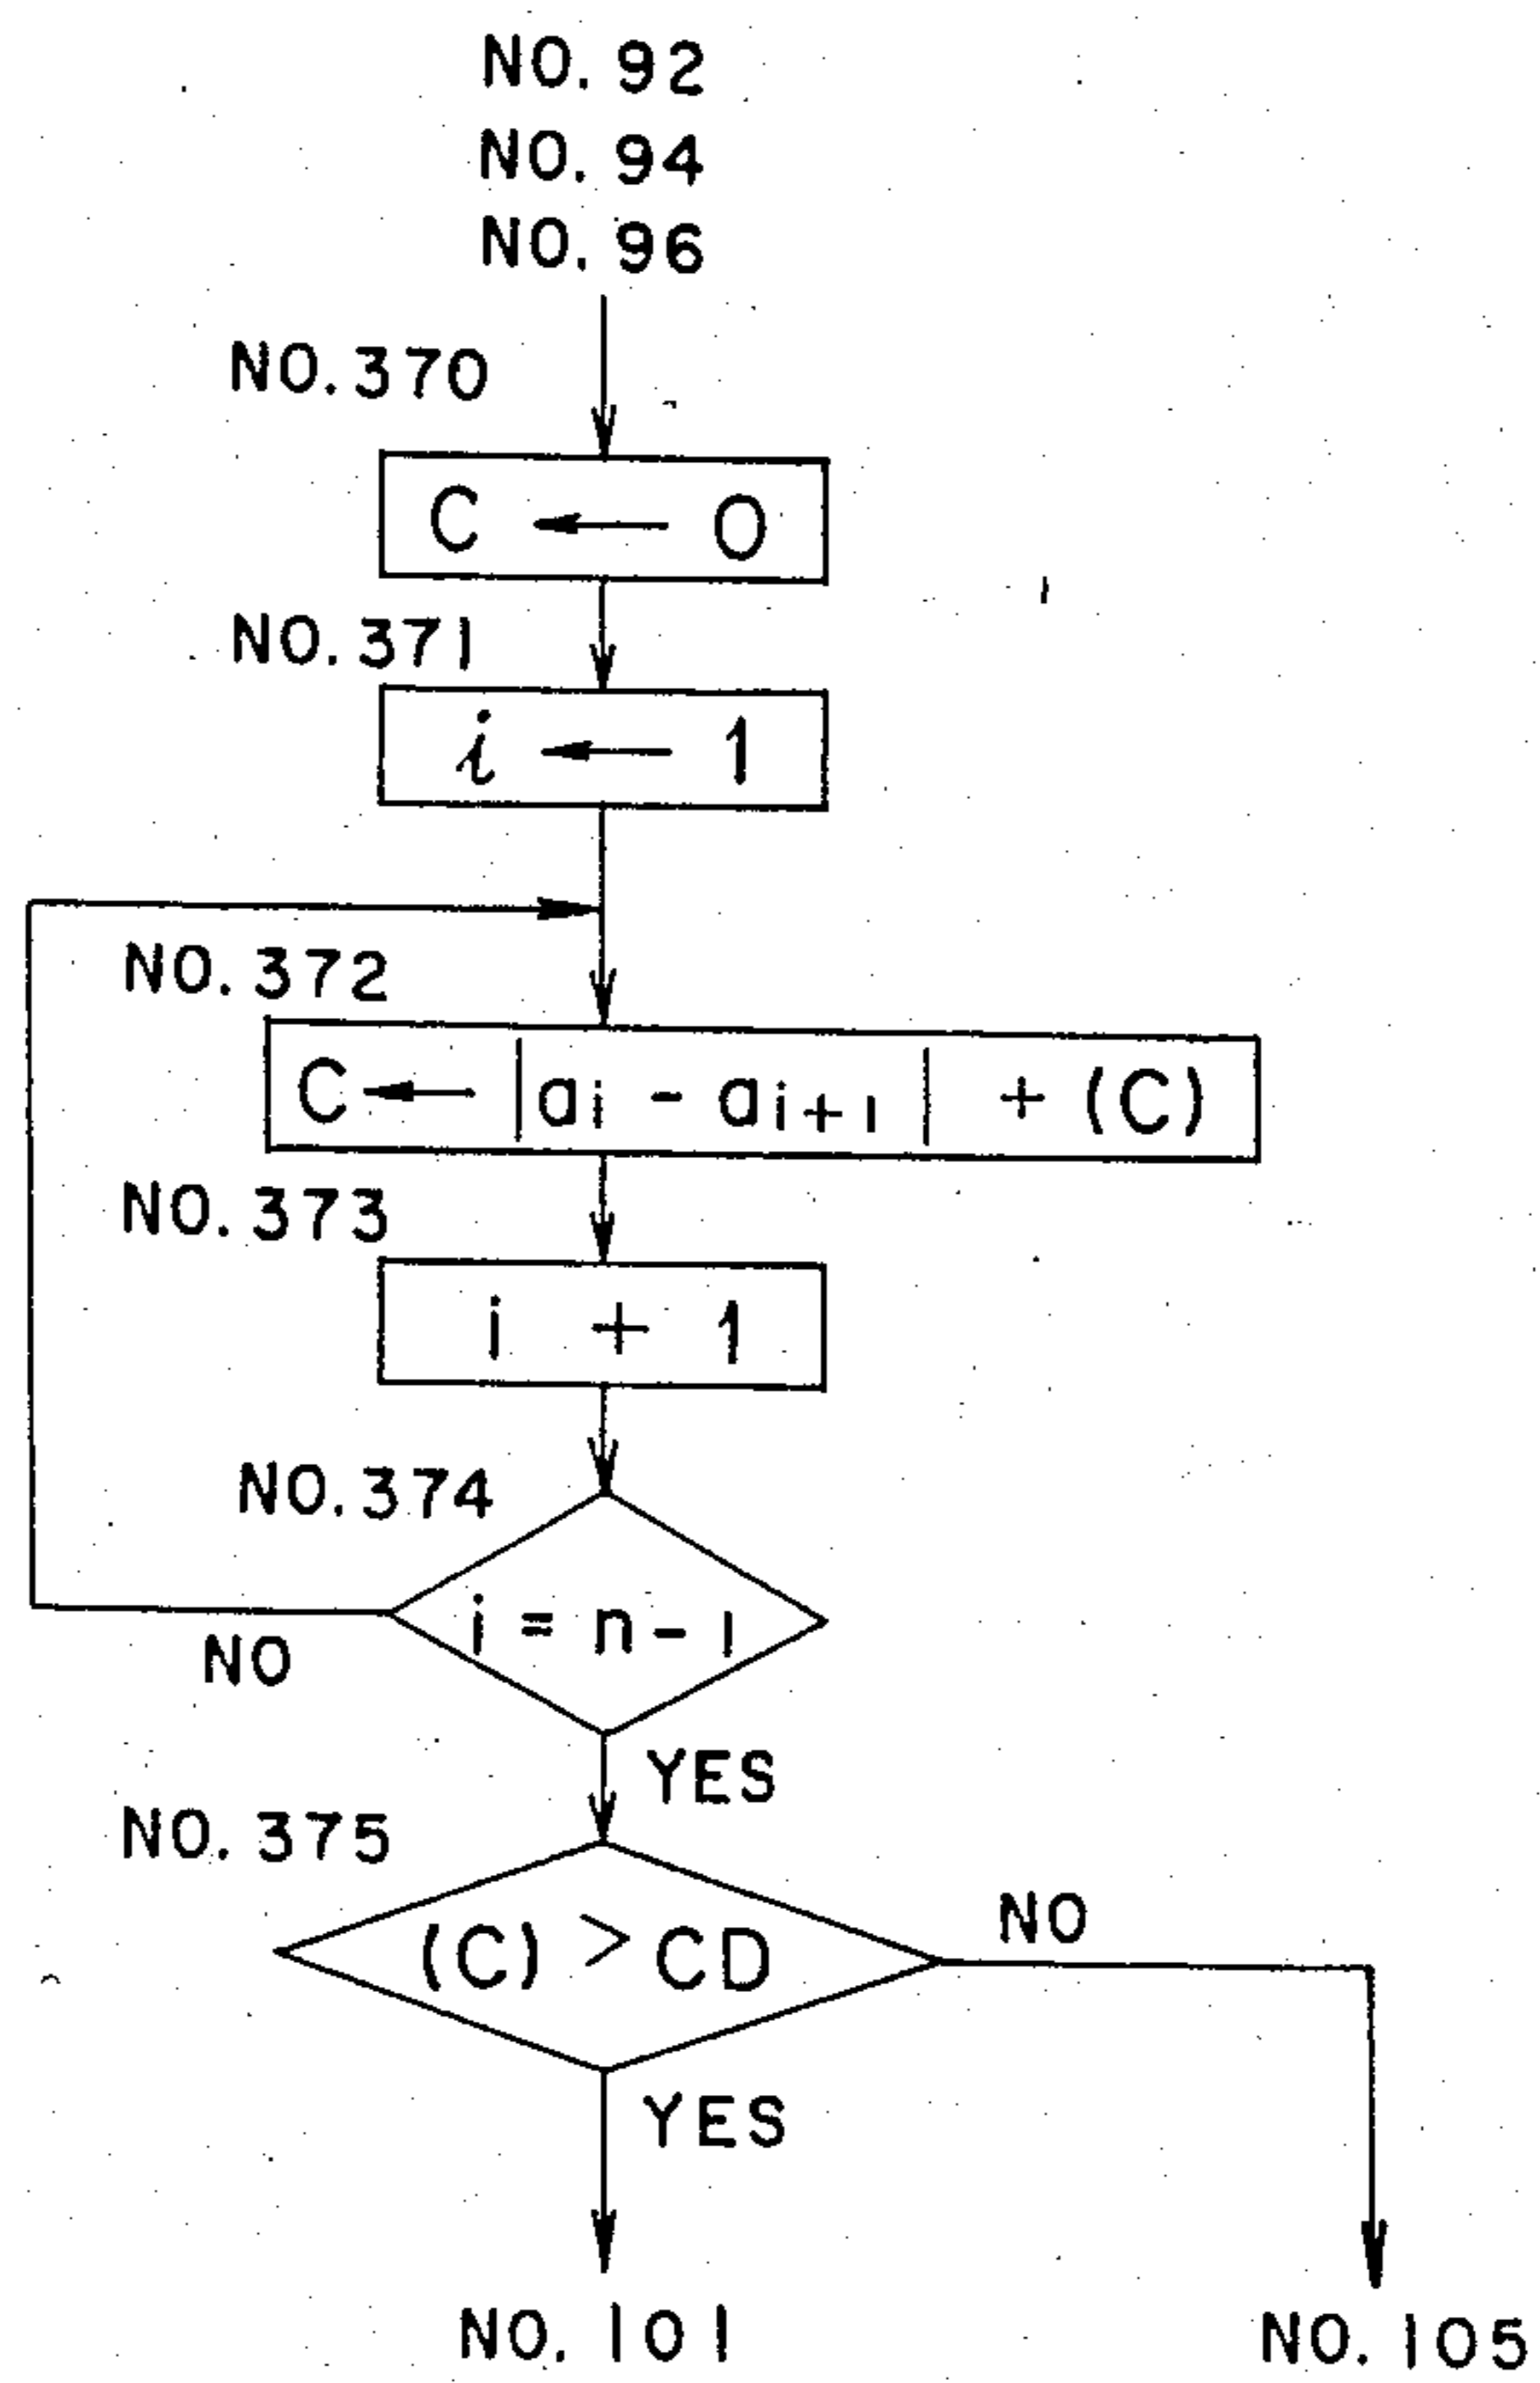 NO. 92
NO. 94
NO. 96
NO. 370
C ← 0
NO. 371
i ← 1
NO. 372
C ← |ai - ai+1| + (C)
NO. 373
i + 1
NO. 374
i = n - 1
NO
YES
NO. 375
(C) > CD
NO
YES
NO. 101
NO. 105